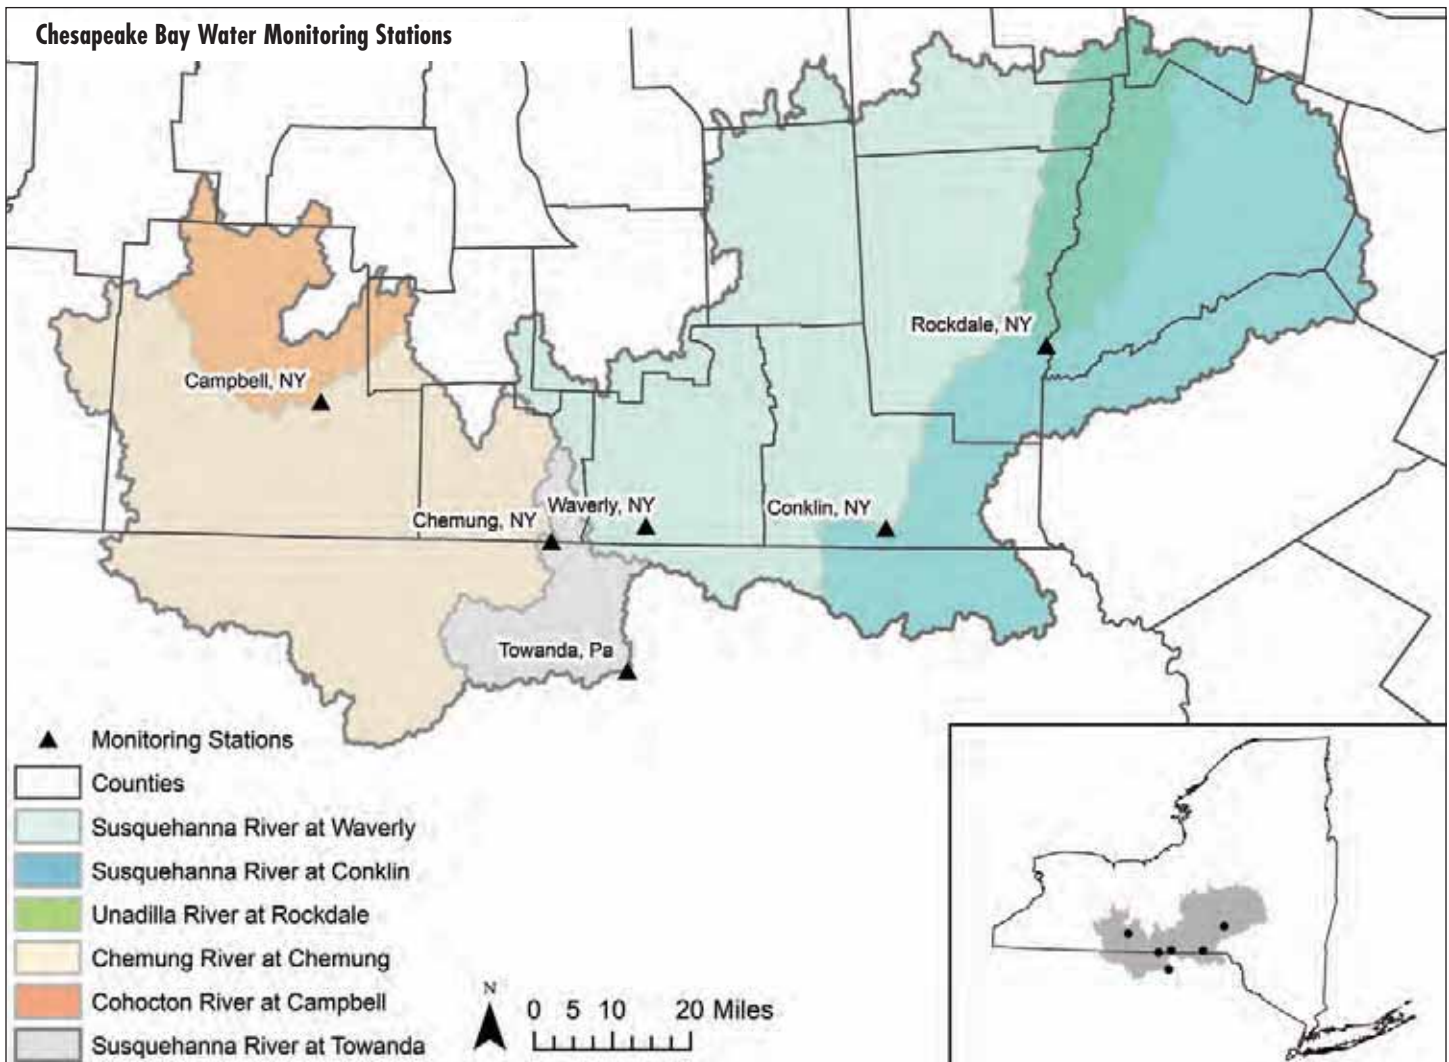 Chesapeake Bay Water Monitoring Stations
Rockdale, NY
Campbell, NY
Waverly, NY
Conklin, NY
Chemung, NY
Towanda, Pa
Monitoring Stations
Counties
Susquehanna River at Waverly
Susquehanna River at Conklin
Unadilla River at Rockdale
Chemung River at Chemung
Cohocton River at Campbell
Susquehanna River at Towanda
N
0 5 10 20 Miles